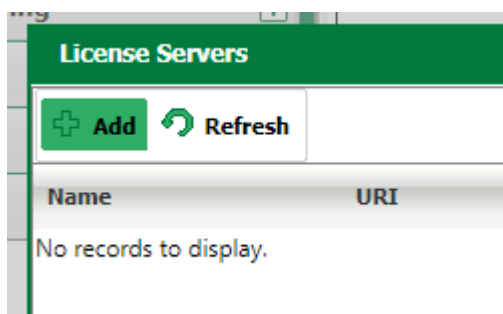 License Servers
Add Refresh
Name URI
No records to display.